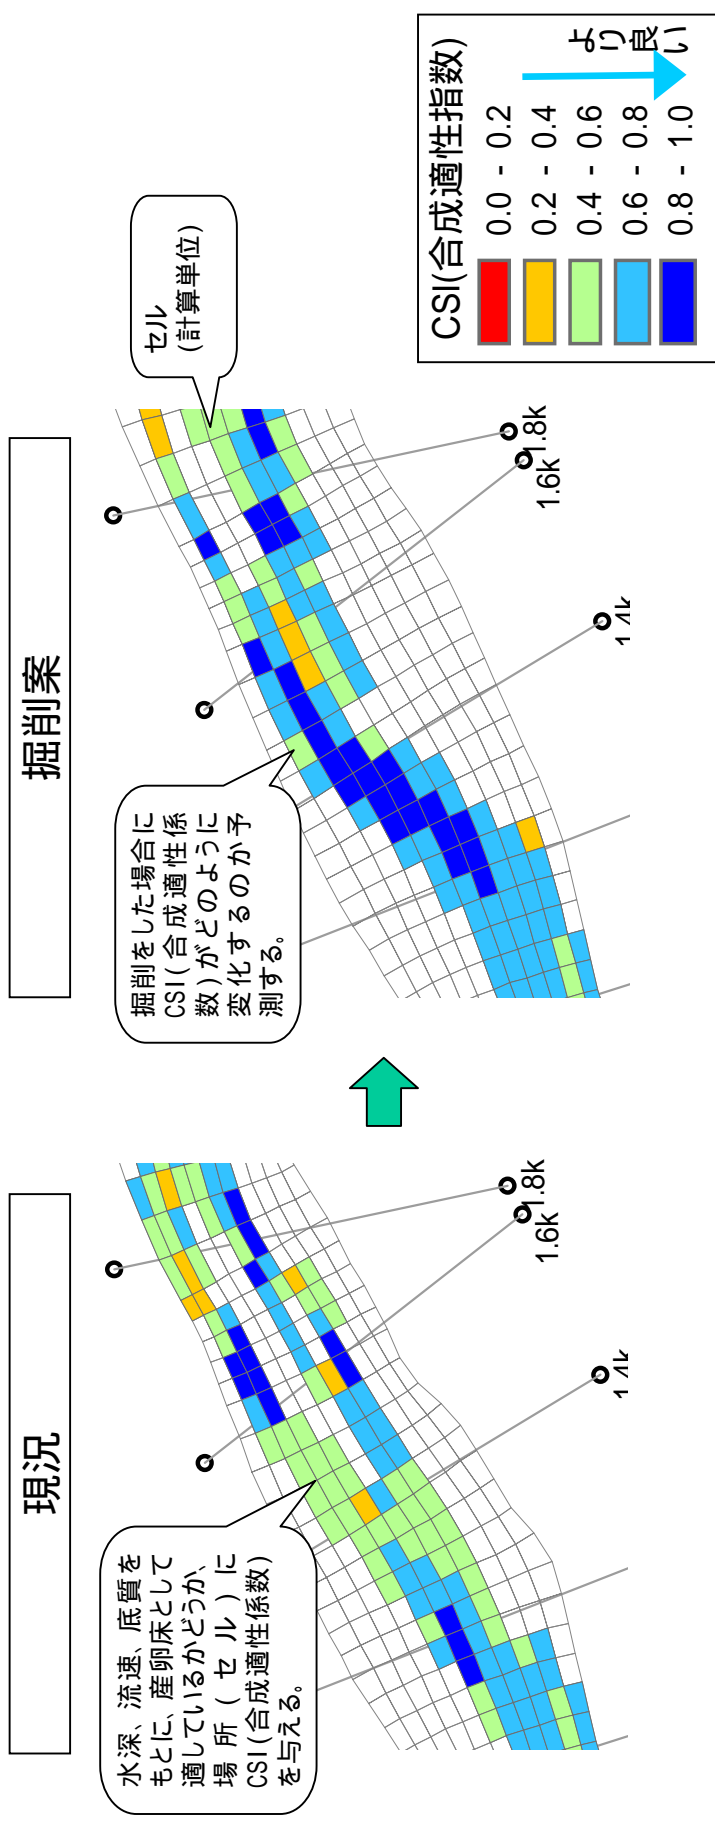 現況
水深、流速、底質を
もとに、産卵床として
適しているかどうか、
場所(セル)に
CSI(合成適性係数)
を与える。
1.4k
1.6k
1.8k
掘削案
掘削をした場合に
CSI(合成適性係
数)がどのように
変化するのか予
測する。
セル
(計算単位)
1.4k
1.6k
1.8k
CSI(合成適性指数)
0.0 - 0.2
0.2 - 0.4
0.4 - 0.6
0.6 - 0.8
0.8 - 1.0
より良い